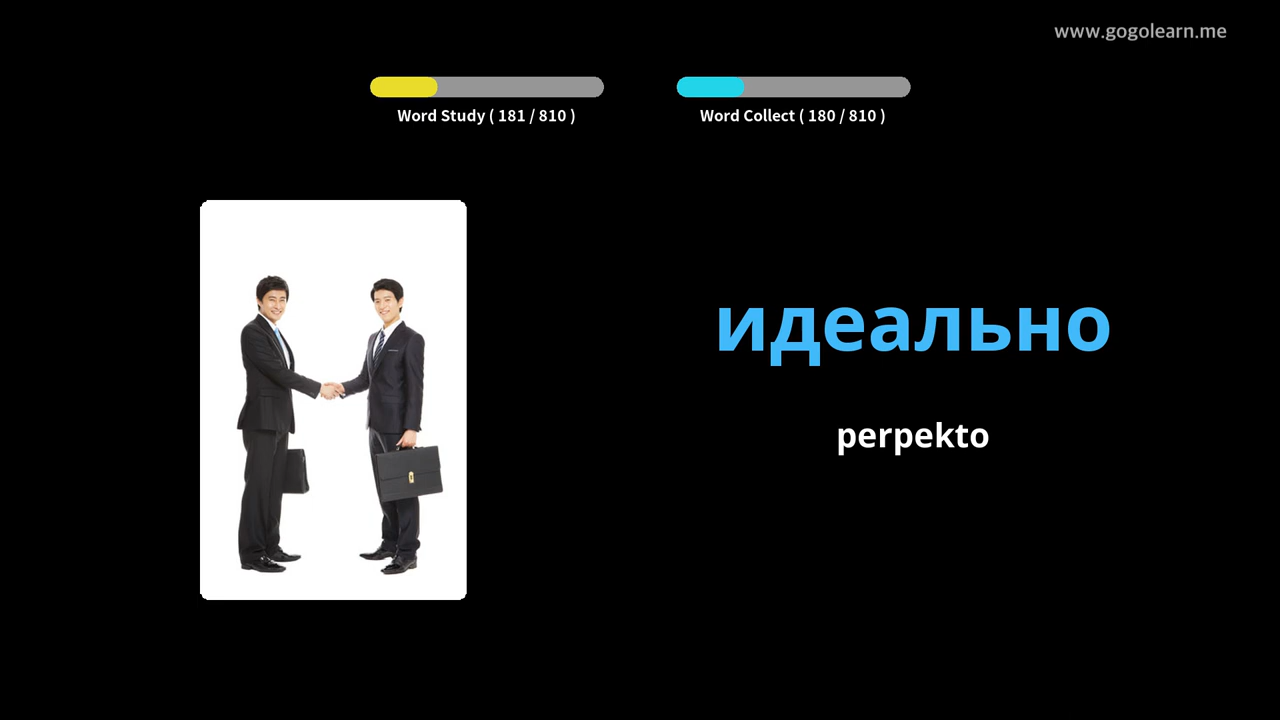 www.gogolearn.me
Word Study ( 181 / 810 )
Word Collect ( 180 / 810 )
идеально
perpekto